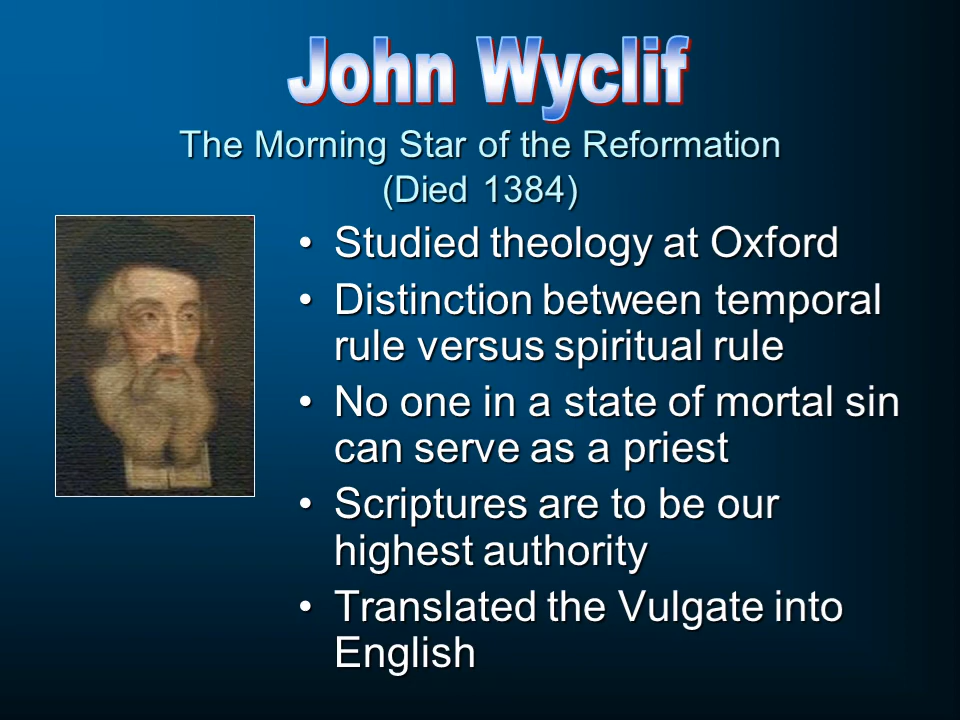 John Wyclif
The Morning Star of the Reformation
(Died 1384)
• Studied theology at Oxford
• Distinction between temporal
rule versus spiritual rule
• No one in a state of mortal sin
can serve as a priest
• Scriptures are to be our
highest authority
• Translated the Vulgate into
English